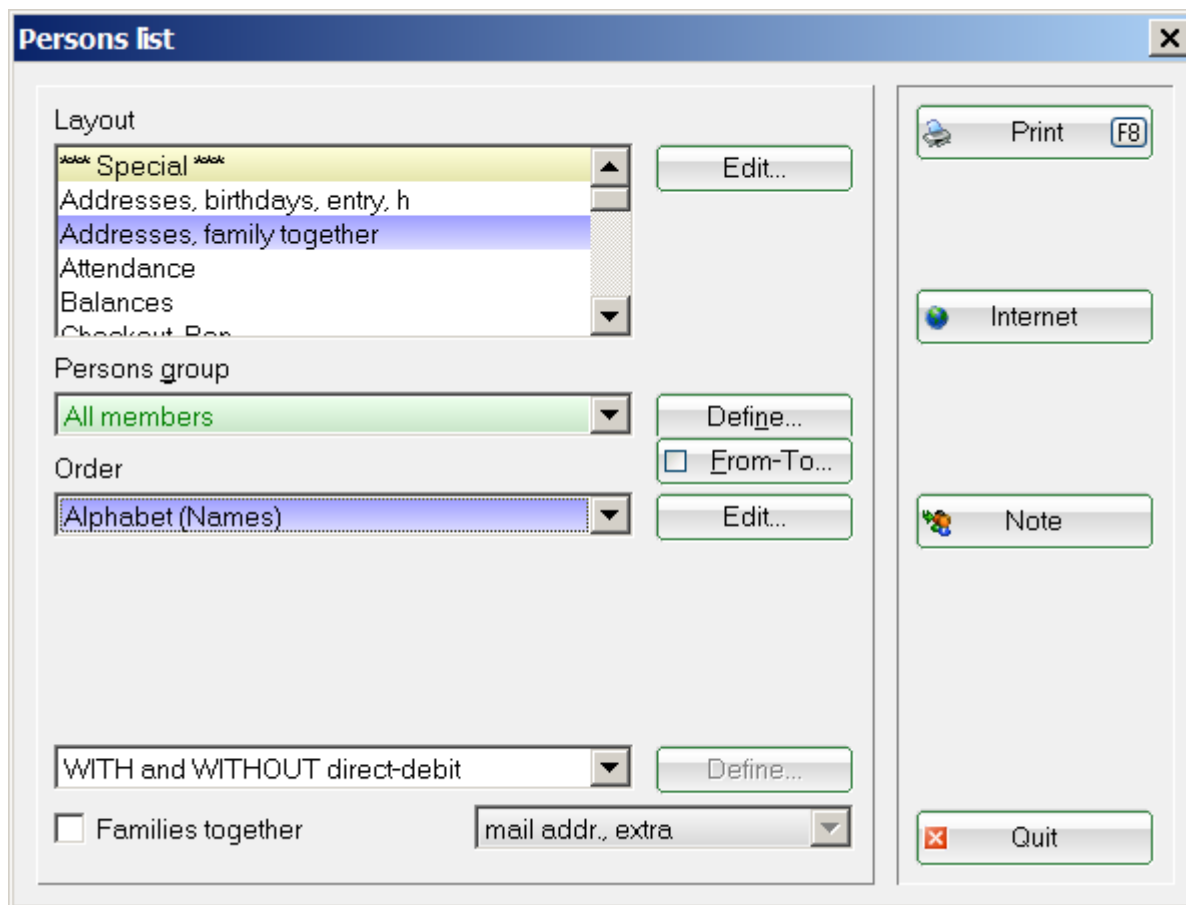 Persons list
Layout
*** Special ***
Addresses, birthdays, entry, h
Addresses, family together
Attendance
Balances
Edit...
Persons group
All members
Define...
From-To...
Order
Alphabet (Names)
Edit...
WITH and WITHOUT direct-debit
Define...
Families together
mail addr., extra
Print F8
Internet
Note
Quit